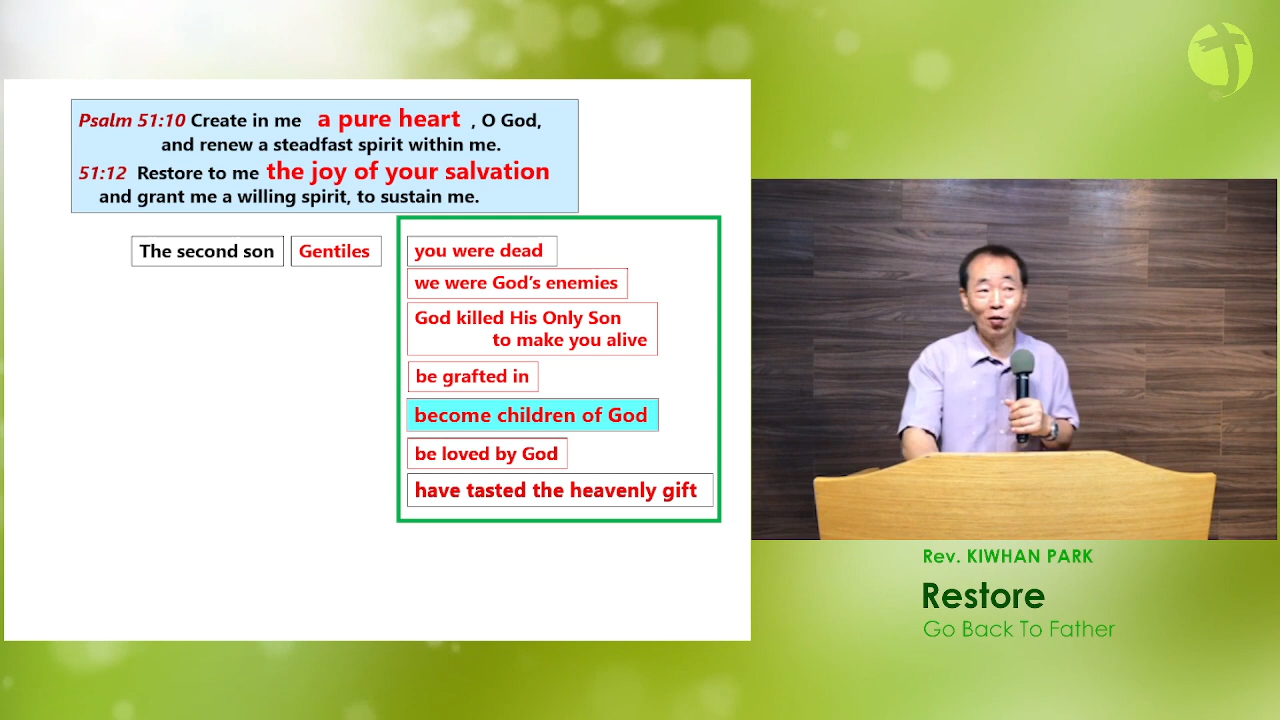 Psalm 51:10 Create in me a pure heart , O God,
and renew a steadfast spirit within me.
51:12 Restore to me the joy of your salvation
and grant me a willing spirit, to sustain me.
The second son
Gentiles
you were dead
we were God's enemies
God killed His Only Son
to make you alive
be grafted in
become children of God
be loved by God
have tasted the heavenly gift
Rev. KIWHAN PARK
Restore
Go Back To Father